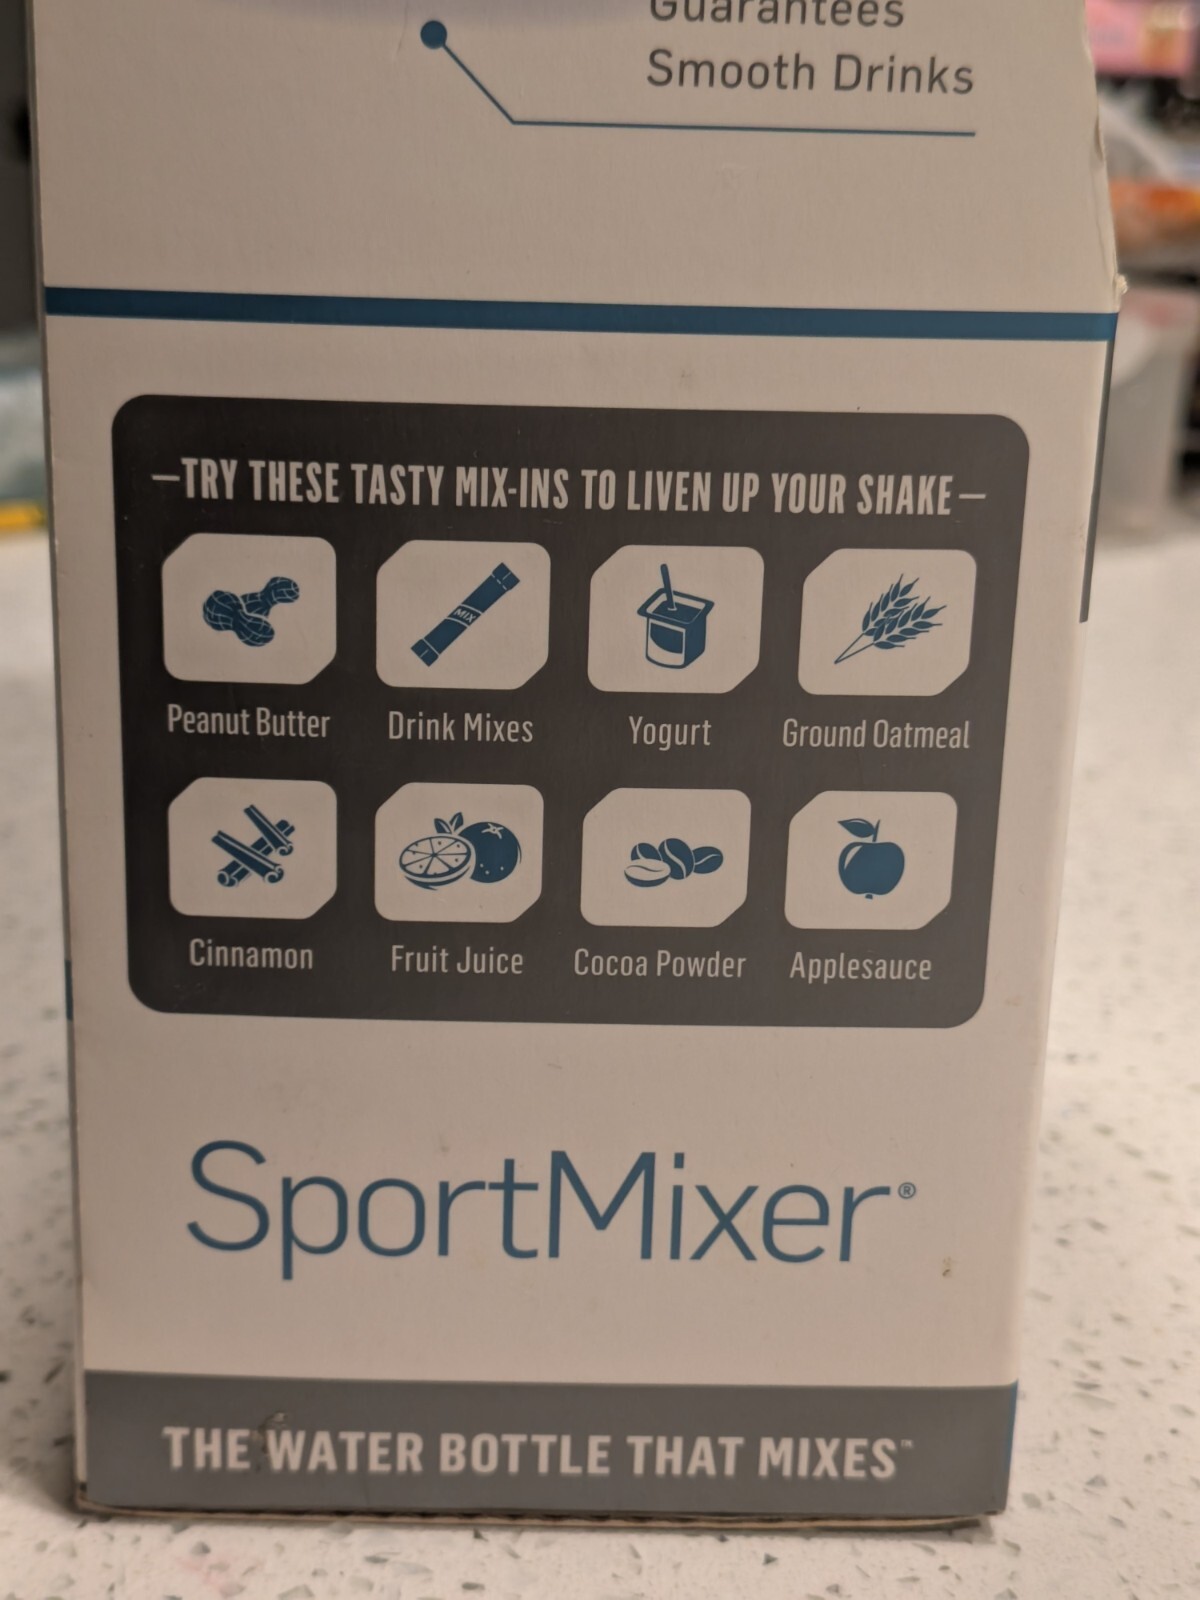 Guarantees
Smooth Drinks
—TRY THESE TASTY MIX-INS TO LIVEN UP YOUR SHAKE—
MIX
Peanut Butter Drink Mixes Yogurt Ground Oatmeal
Cinnamon Fruit Juice Cocoa Powder Applesauce
SportMixer®
THE WATER BOTTLE THAT MIXES™